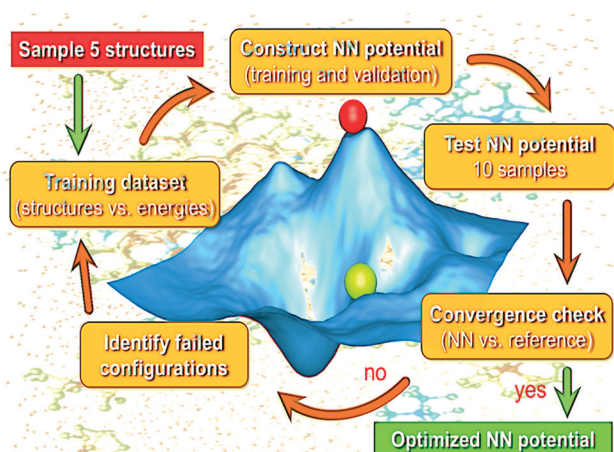 Sample 5 structures
Construct NN potential
(training and validation)
Test NN potential
10 samples
Training dataset
(structures vs. energies)
Convergence check
(NN vs. reference)
Identify failed
configurations
no
yes
Optimized NN potential